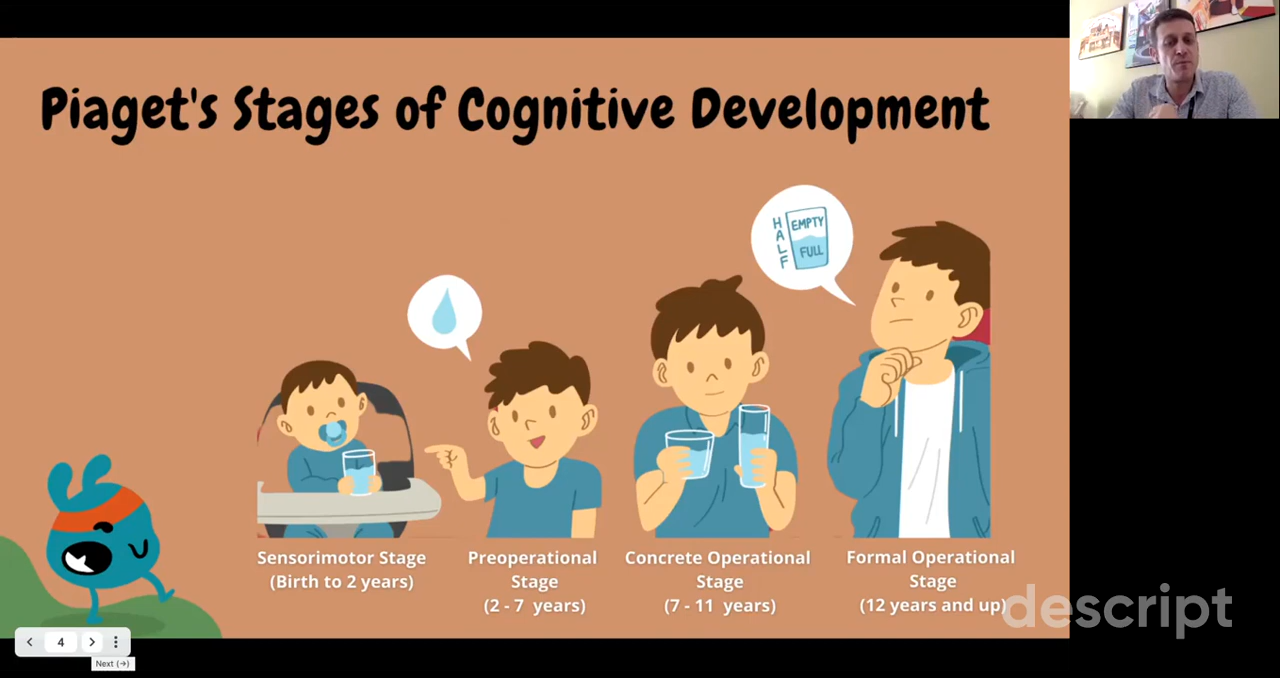 Piaget's Stages of Cognitive Development
HALF
EMPTY
FULL
Sensorimotor Stage
(Birth to 2 years)
Preoperational
Stage
(2 - 7  years)
Concrete Operational
Stage
(7 - 11  years)
Formal Operational
Stage
(12 years and up)
descript
4
Next (→)